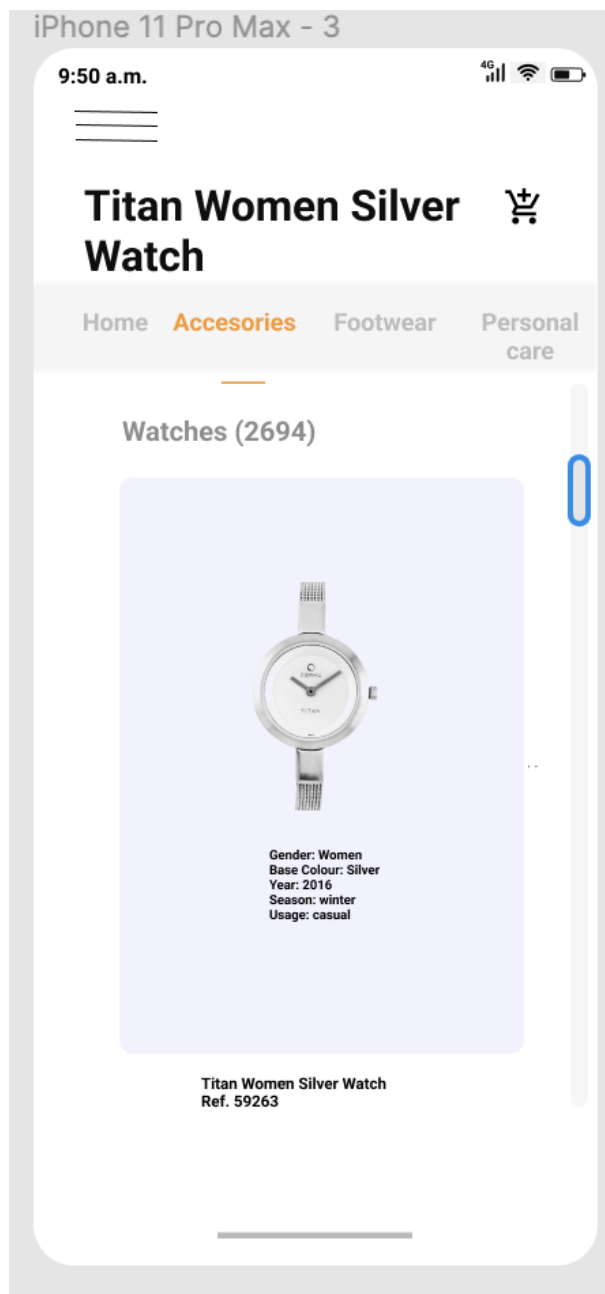 iPhone 11 Pro Max - 3
9:50 a.m.
4G
Titan Women Silver
Watch
Home Accesories Footwear Personal
care
Watches (2694)
TITAN
Gender: Women
Base Colour: Silver
Year: 2016
Season: winter
Usage: casual
Titan Women Silver Watch
Ref. 59263